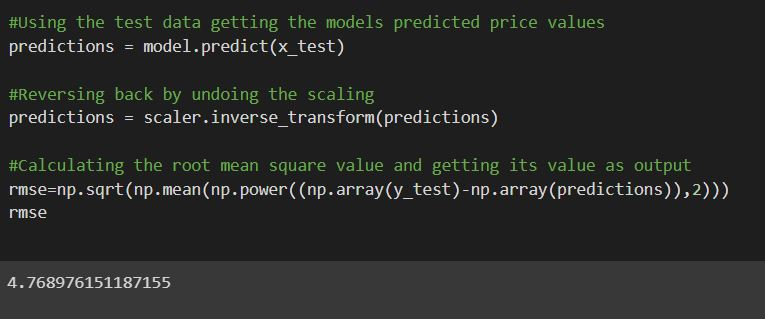 #Using the test data getting the models predicted price values
predictions = model.predict(x_test)
#Reversing back by undoing the scaling
predictions = scaler.inverse_transform(predictions)
#Calculating the root mean square value and getting its value as output
rmse=np.sqrt(np.mean(np.power((np.array(y_test)-np.array(predictions)),2)))
rmse
4.768976151187155